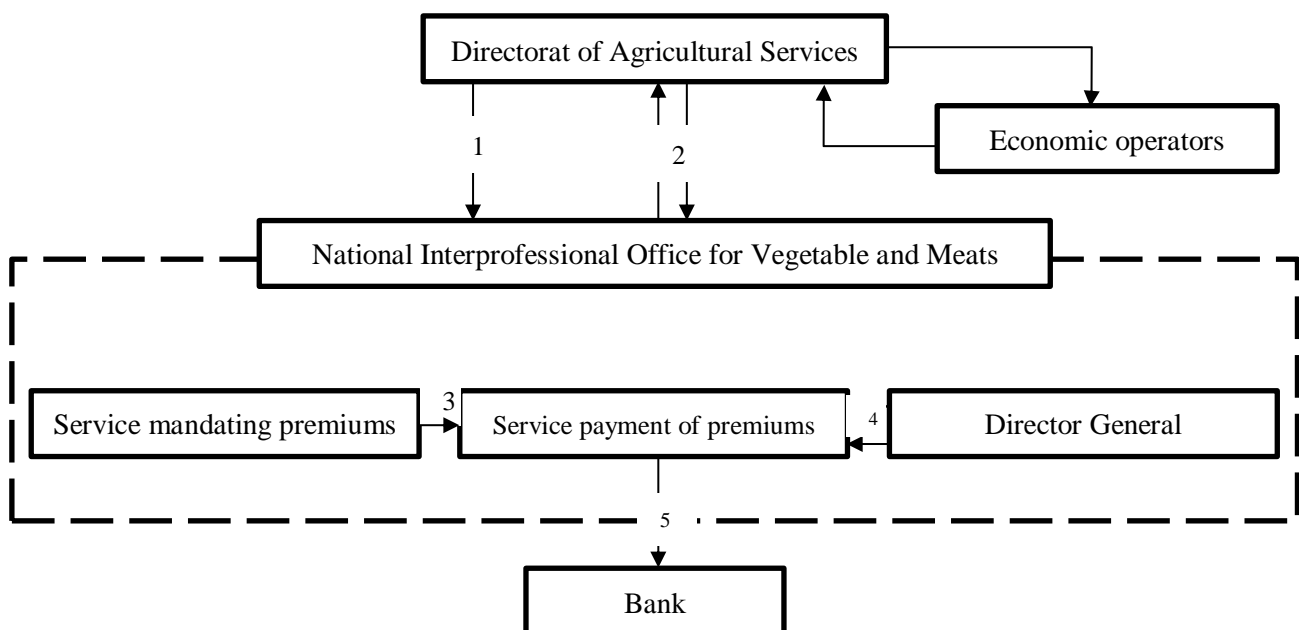 Directorat of Agricultural Services
Economic operators
1
2
National Interprofessional Office for Vegetable and Meats
Service mandating premiums
3
Service payment of premiums
4
Director General
5
Bank